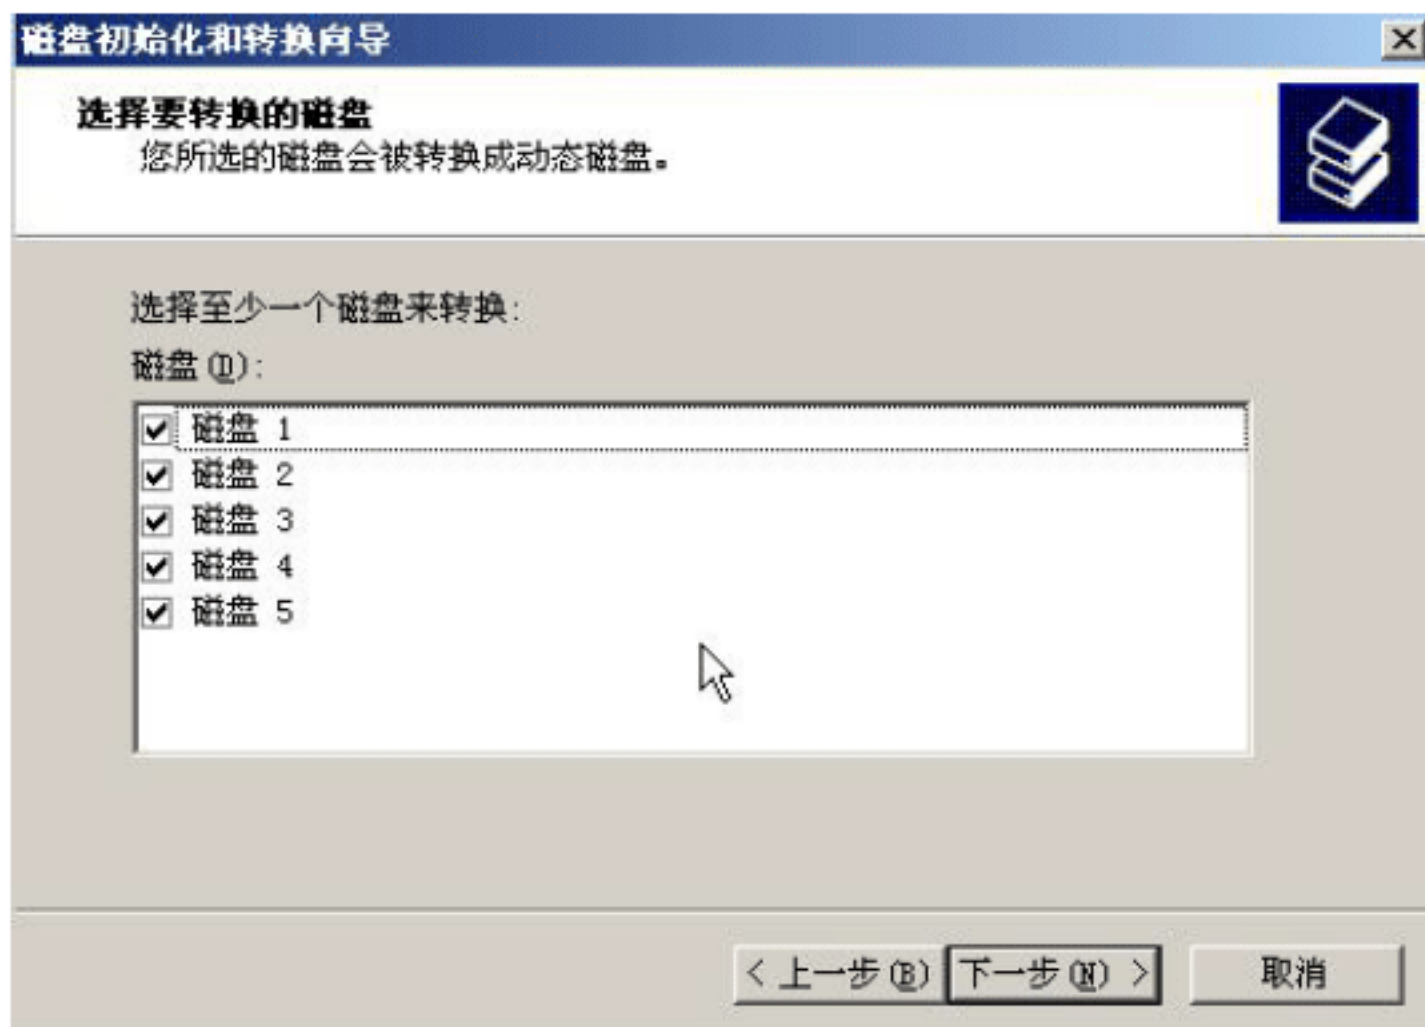 磁盘初始化和转换向导
选择要转换的磁盘
您所选的磁盘会被转换成动态磁盘。
选择至少一个磁盘来转换:
磁盘(D):
磁盘 1
磁盘 2
磁盘 3
磁盘 4
磁盘 5
< 上一步(B) 下一步(N) > 取消